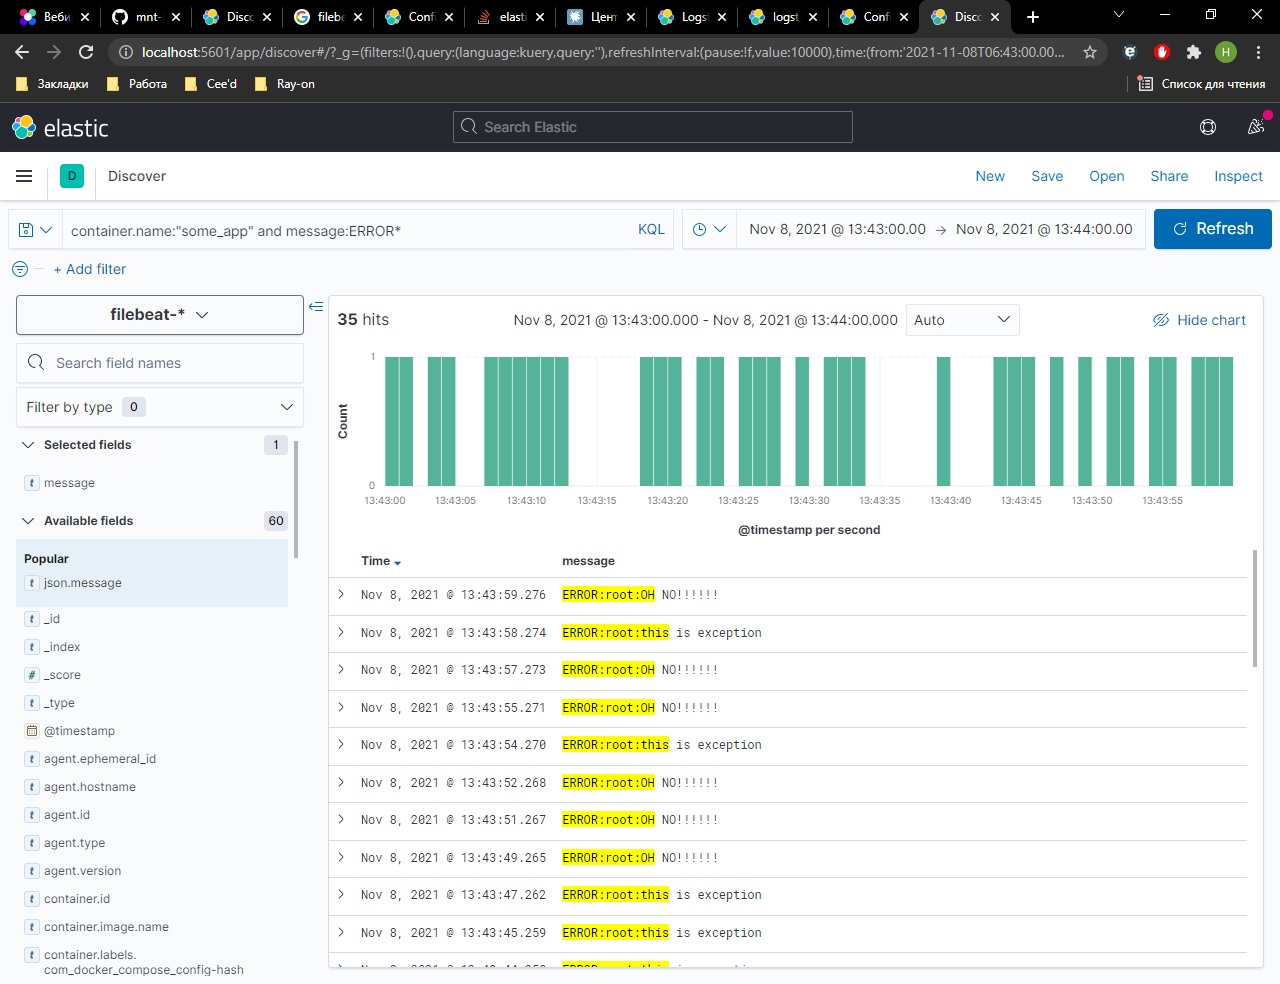 Веби
mnt-
Disco
fileb
Confi
elasti
Цент
Logst
logst
Confi
Disco
localhost:5601/app/discover#/?_g=(filters:!(),query:(language:kuery,query:''),refreshInterval:(pause:!f,value:10000),time:(from:'2021-11-08T06:43:00.00...
H
Закладки
Работа
Cee'd
Ray-on
Список для чтения
elastic
Search Elastic
D
Discover
New
Save
Open
Share
Inspect
container.name:"some_app" and message:ERROR*
KQL
Nov 8, 2021 @ 13:43:00.00 → Nov 8, 2021 @ 13:44:00.00
Refresh
+ Add filter
filebeat-*
Search field names
Filter by type 0
Selected fields 1
t message
Available fields 60
Popular
t json.message
t _id
t _index
# _score
t _type
@timestamp
t agent.ephemeral_id
t agent.hostname
t agent.id
t agent.type
t agent.version
t container.id
t container.image.name
t container.labels.
com_docker_compose_config-hash
35 hits
Nov 8, 2021 @ 13:43:00.000 - Nov 8, 2021 @ 13:44:00.000
Auto
Hide chart
1
Count
0
13:43:00 13:43:05 13:43:10 13:43:15 13:43:20 13:43:25 13:43:30 13:43:35 13:43:40 13:43:45 13:43:50 13:43:55
@timestamp per second
Time message
Nov 8, 2021 @ 13:43:59.276 ERROR:root:OH NO!!!!!!
Nov 8, 2021 @ 13:43:58.274 ERROR:root:this is exception
Nov 8, 2021 @ 13:43:57.273 ERROR:root:OH NO!!!!!!
Nov 8, 2021 @ 13:43:55.271 ERROR:root:OH NO!!!!!!
Nov 8, 2021 @ 13:43:54.270 ERROR:root:this is exception
Nov 8, 2021 @ 13:43:52.268 ERROR:root:OH NO!!!!!!
Nov 8, 2021 @ 13:43:51.267 ERROR:root:OH NO!!!!!!
Nov 8, 2021 @ 13:43:49.265 ERROR:root:OH NO!!!!!!
Nov 8, 2021 @ 13:43:47.262 ERROR:root:this is exception
Nov 8, 2021 @ 13:43:45.259 ERROR:root:this is exception